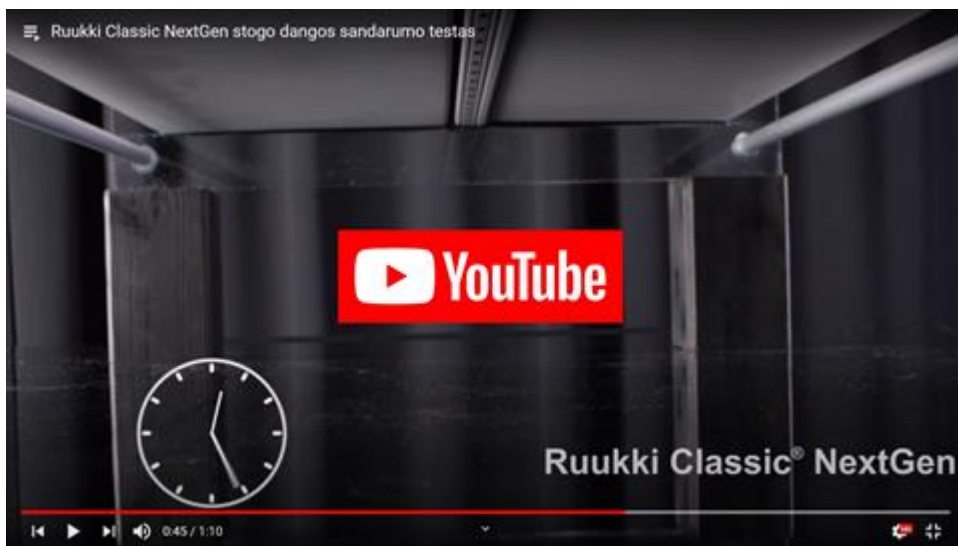 Ruukki Classic NextGen stogo dangos sandarumo testas
YouTube
Ruukki Classic® NextGen
0:45 / 1:10